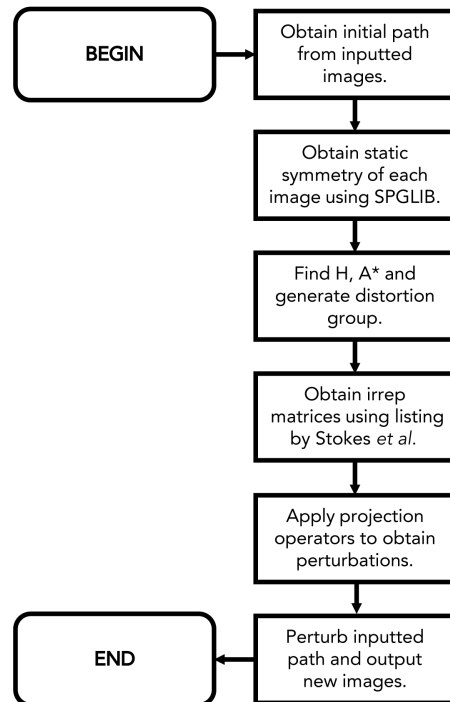 BEGIN
Obtain initial path
from inputted
images.
Obtain static
symmetry of each
image using SPGLIB.
Find H, A* and
generate distortion
group.
Obtain irrep
matrices using listing
by Stokes et al.
Apply projection
operators to obtain
perturbations.
Perturb inputted
path and output
new images.
END